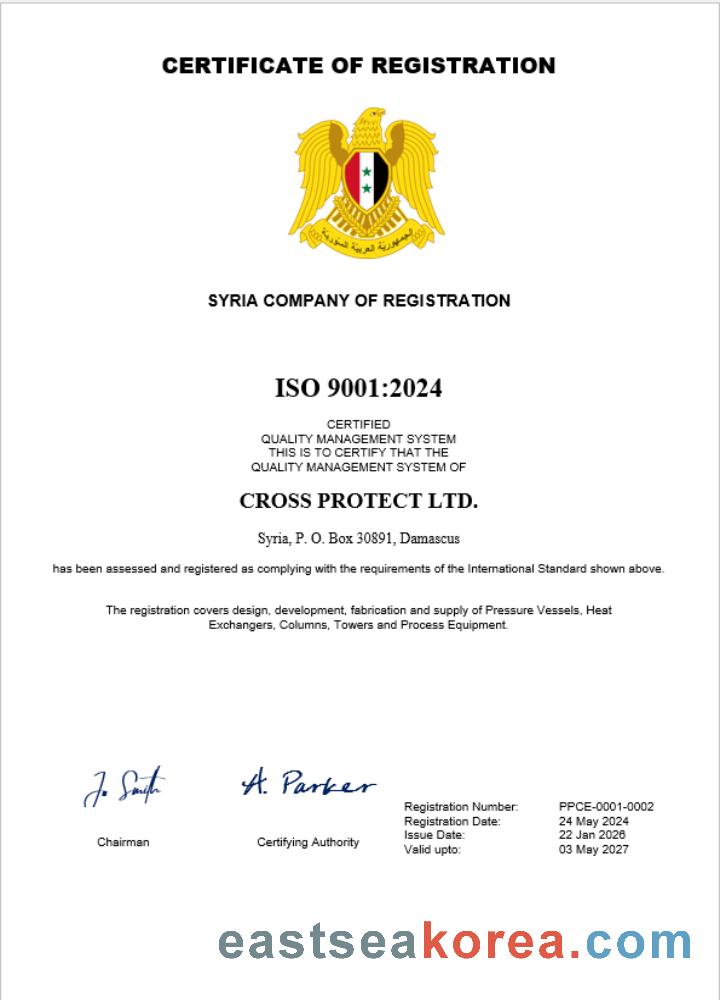 CERTIFICATE OF REGISTRATION
الجمهورية العربية السورية
SYRIA COMPANY OF REGISTRATION
ISO 9001:2024
CERTIFIED
QUALITY MANAGEMENT SYSTEM
THIS IS TO CERTIFY THAT THE
QUALITY MANAGEMENT SYSTEM OF
CROSS PROTECT LTD.
Syria, P. O. Box 30891, Damascus
has been assessed and registered as complying with the requirements of the International Standard shown above.
The registration covers design, development, fabrication and supply of Pressure Vessels, Heat
Exchangers, Columns, Towers and Process Equipment.
A. Parker
Chairman
Certifying Authority
Registration Number: PPCE-0001-0002
Registration Date: 24 May 2024
Issue Date: 22 Jan 2026
Valid upto: 03 May 2027
eastseakorea.com